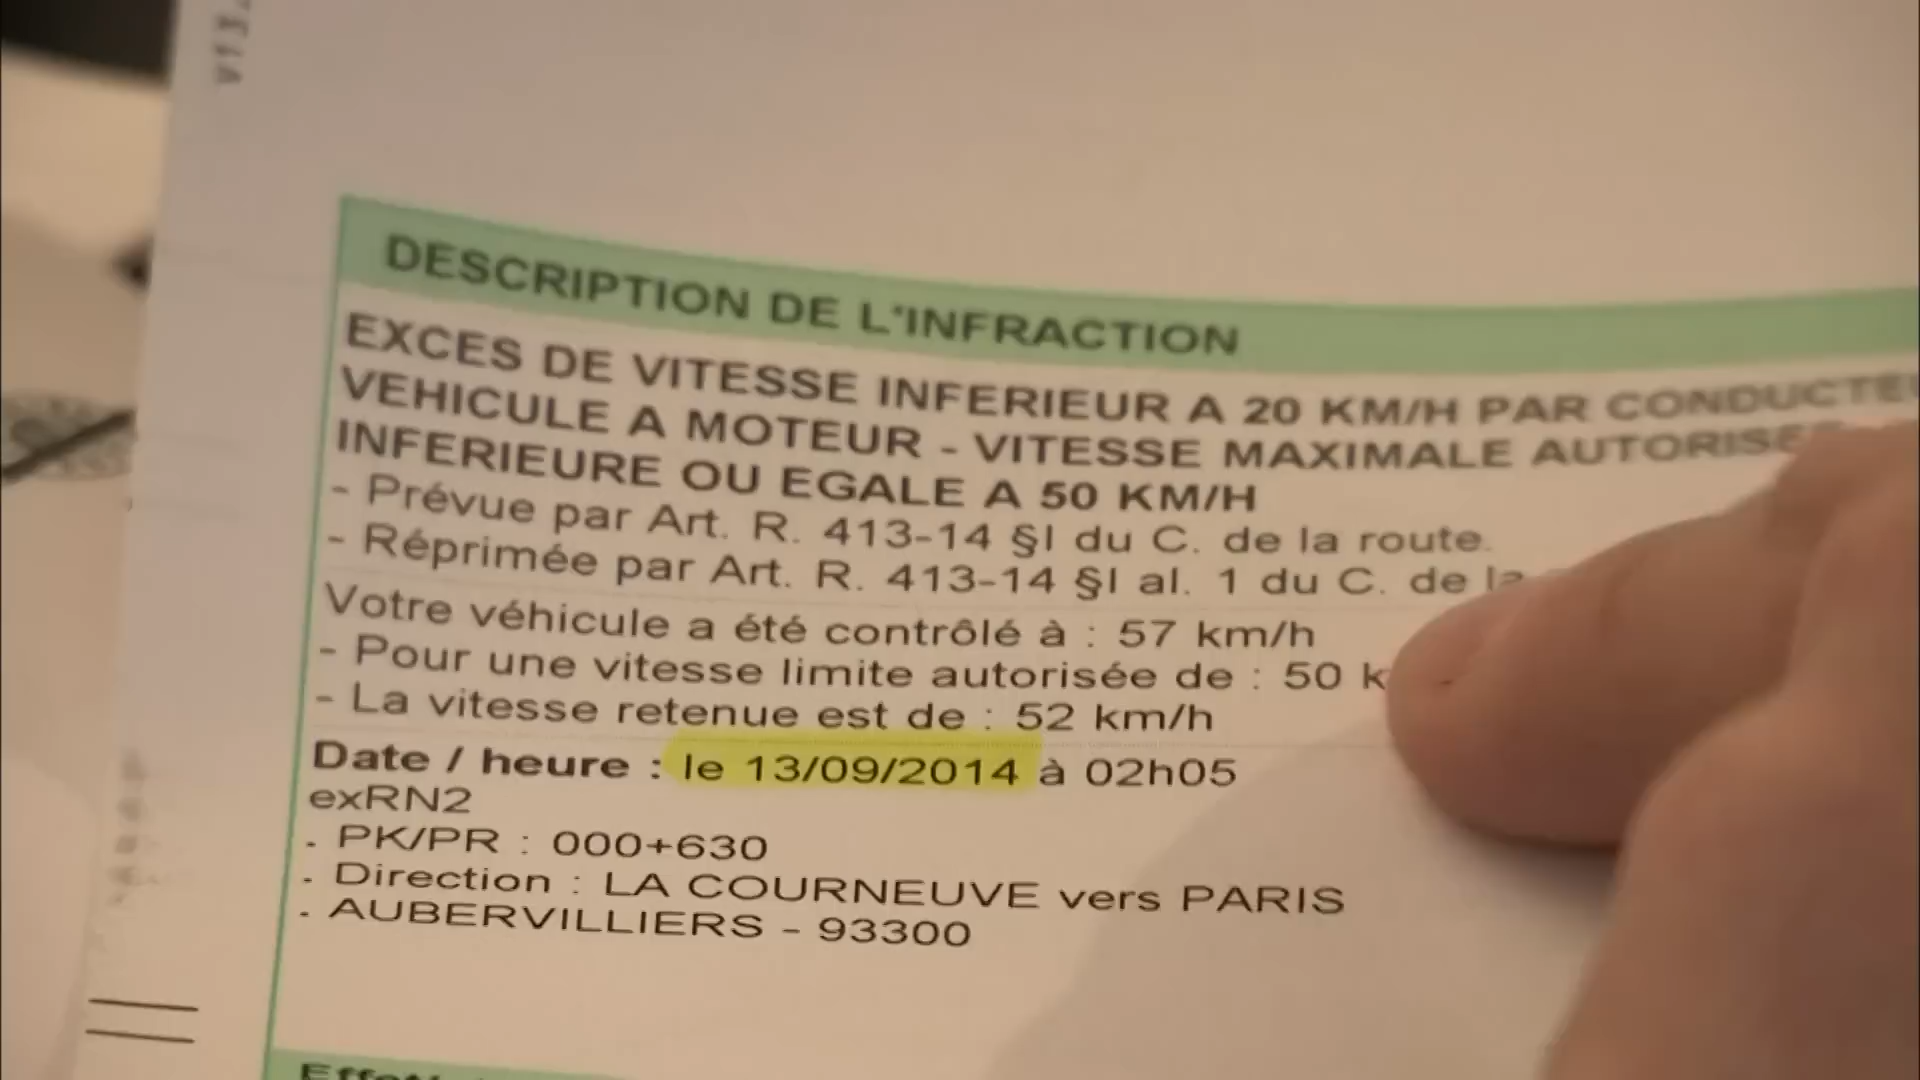 DESCRIPTION DE L'INFRACTION
EXCES DE VITESSE INFERIEUR A 20 KM/H PAR
VEHICULE A MOTEUR - VITESSE MAXIMALE AUTORISEE
INFERIEURE OU EGALE A 50 KM/H
- Prévue par Art. R. 413-14 §I du C. de la route.
- Réprimée par Art. R. 413-14 §I al. 1 du C. de la
Votre véhicule a été contrôlé à : 57 km/h
- Pour une vitesse limite autorisée de : 50 k
- La vitesse retenue est de : 52 km/h
Date / heure : le 13/09/2014 à 02h05
exRN2
. PK/PR : 000+630
. Direction : LA COURNEUVE vers PARIS
. AUBERVILLIERS - 93300